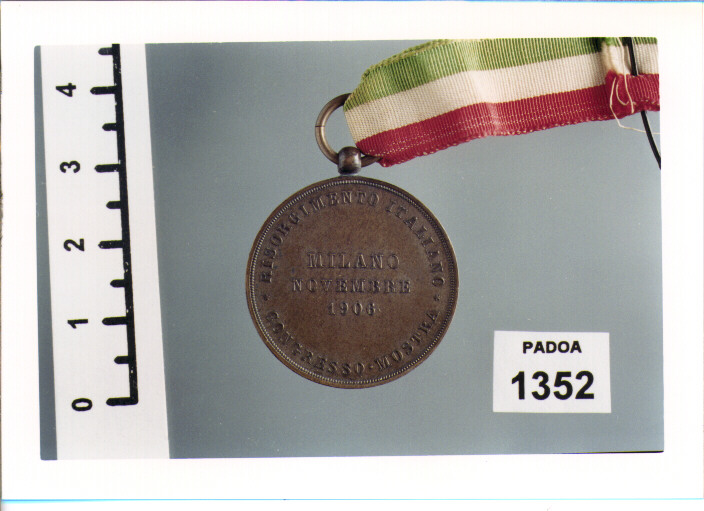 · RISORGIMENTO ITALIANO ·
MILANO
NOVEMBRE
1906
CONGRESSO · MOSTRA
PADOA
1352
4
3
2
1
0